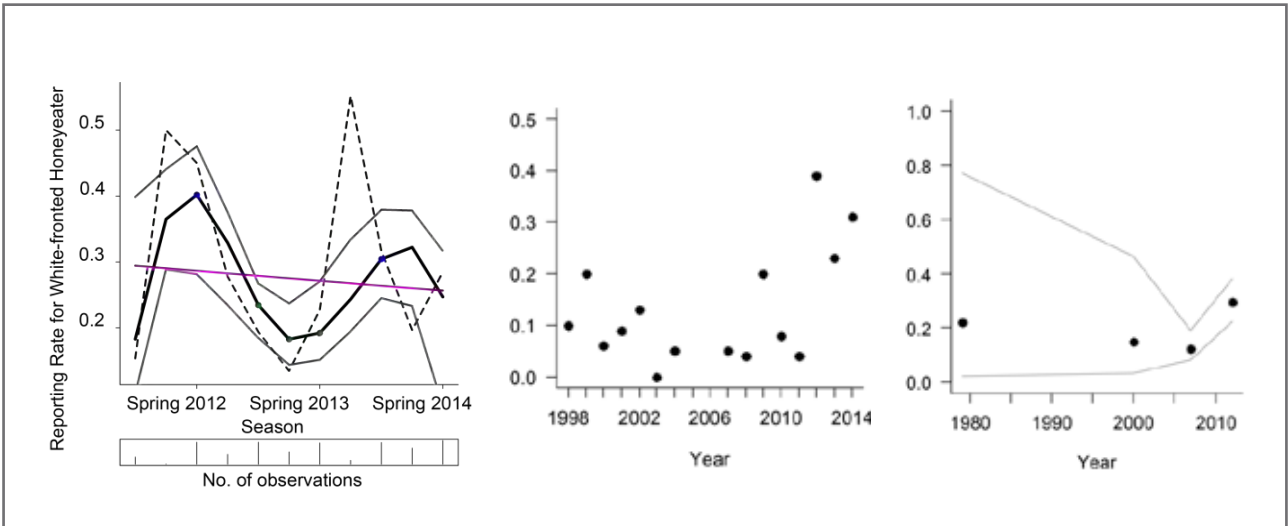 Reporting Rate for White-fronted Honeyeater
0.5
0.4
0.3
0.2
Spring 2012 Spring 2013 Spring 2014
Season
No. of observations
0.5
0.4
0.3
0.2
0.1
0.0
1998 2002 2006 2010 2014
Year
1.0
0.8
0.6
0.4
0.2
0.0
1980 1990 2000 2010
Year